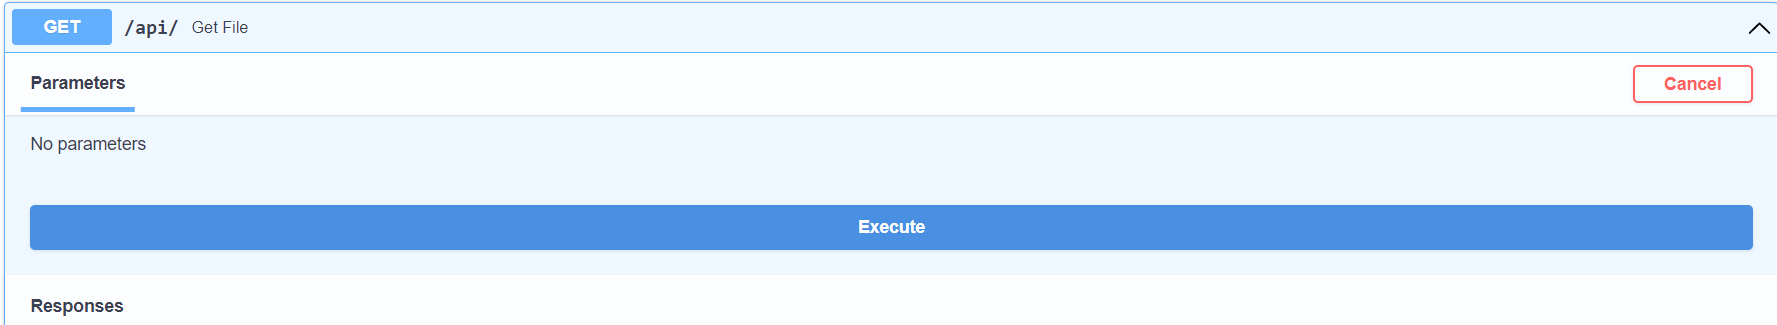 GET /api/ Get File
Parameters Cancel
No parameters
Execute
Responses